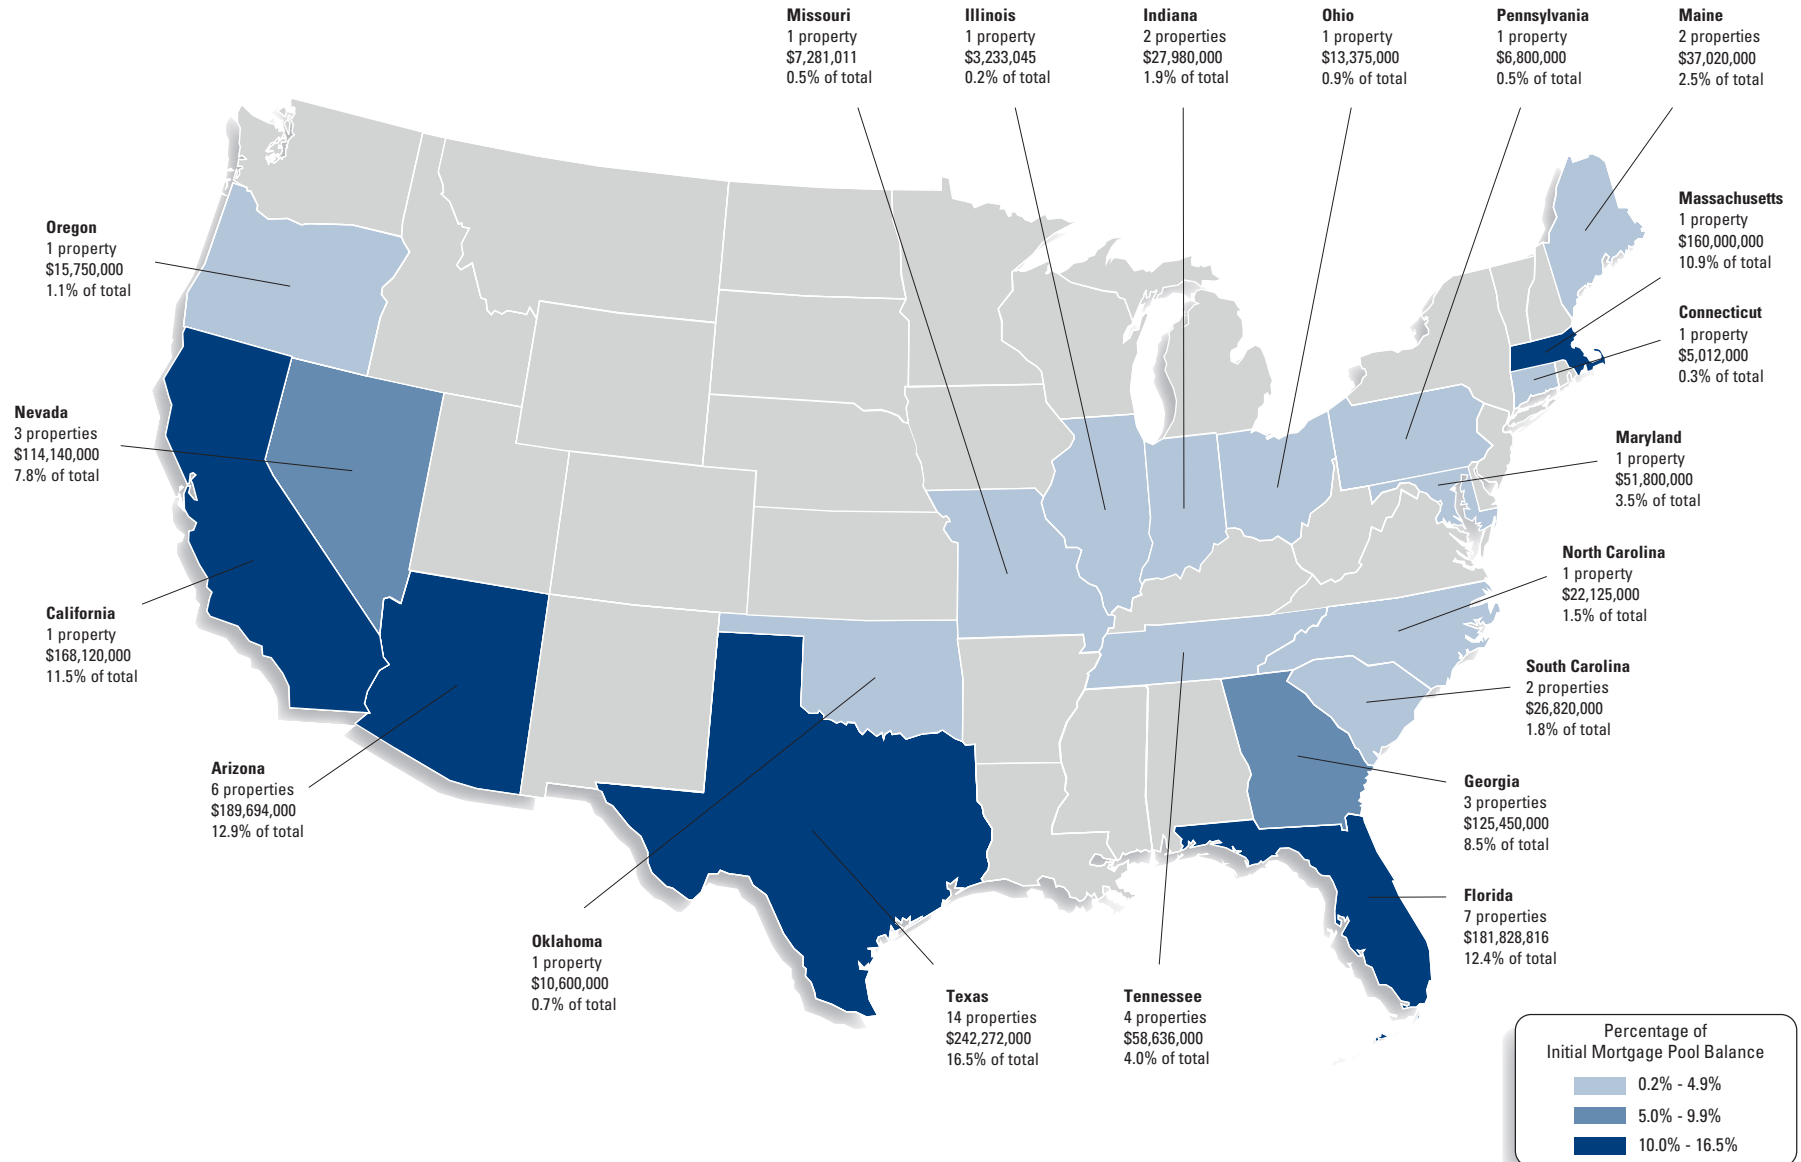 Missouri
1 property
$7,281,011
0.5% of total
Illinois
1 property
$3,233,045
0.2% of total
Indiana
2 properties
$27,980,000
1.9% of total
Ohio
1 property
$13,375,000
0.9% of total
Pennsylvania
1 property
$6,800,000
0.5% of total
Maine
2 properties
$37,020,000
2.5% of total
Massachusetts
1 property
$160,000,000
10.9% of total
Connecticut
1 property
$5,012,000
0.3% of total
Maryland
1 property
$51,800,000
3.5% of total
North Carolina
1 property
$22,125,000
1.5% of total
South Carolina
2 properties
$26,820,000
1.8% of total
Georgia
3 properties
$125,450,000
8.5% of total
Florida
7 properties
$181,828,816
12.4% of total
Tennessee
4 properties
$58,636,000
4.0% of total
Texas
14 properties
$242,272,000
16.5% of total
Oklahoma
1 property
$10,600,000
0.7% of total
Arizona
6 properties
$189,694,000
12.9% of total
California
1 property
$168,120,000
11.5% of total
Nevada
3 properties
$114,140,000
7.8% of total
Oregon
1 property
$15,750,000
1.1% of total
Percentage of
Initial Mortgage Pool Balance
0.2% - 4.9%
5.0% - 9.9%
10.0% - 16.5%